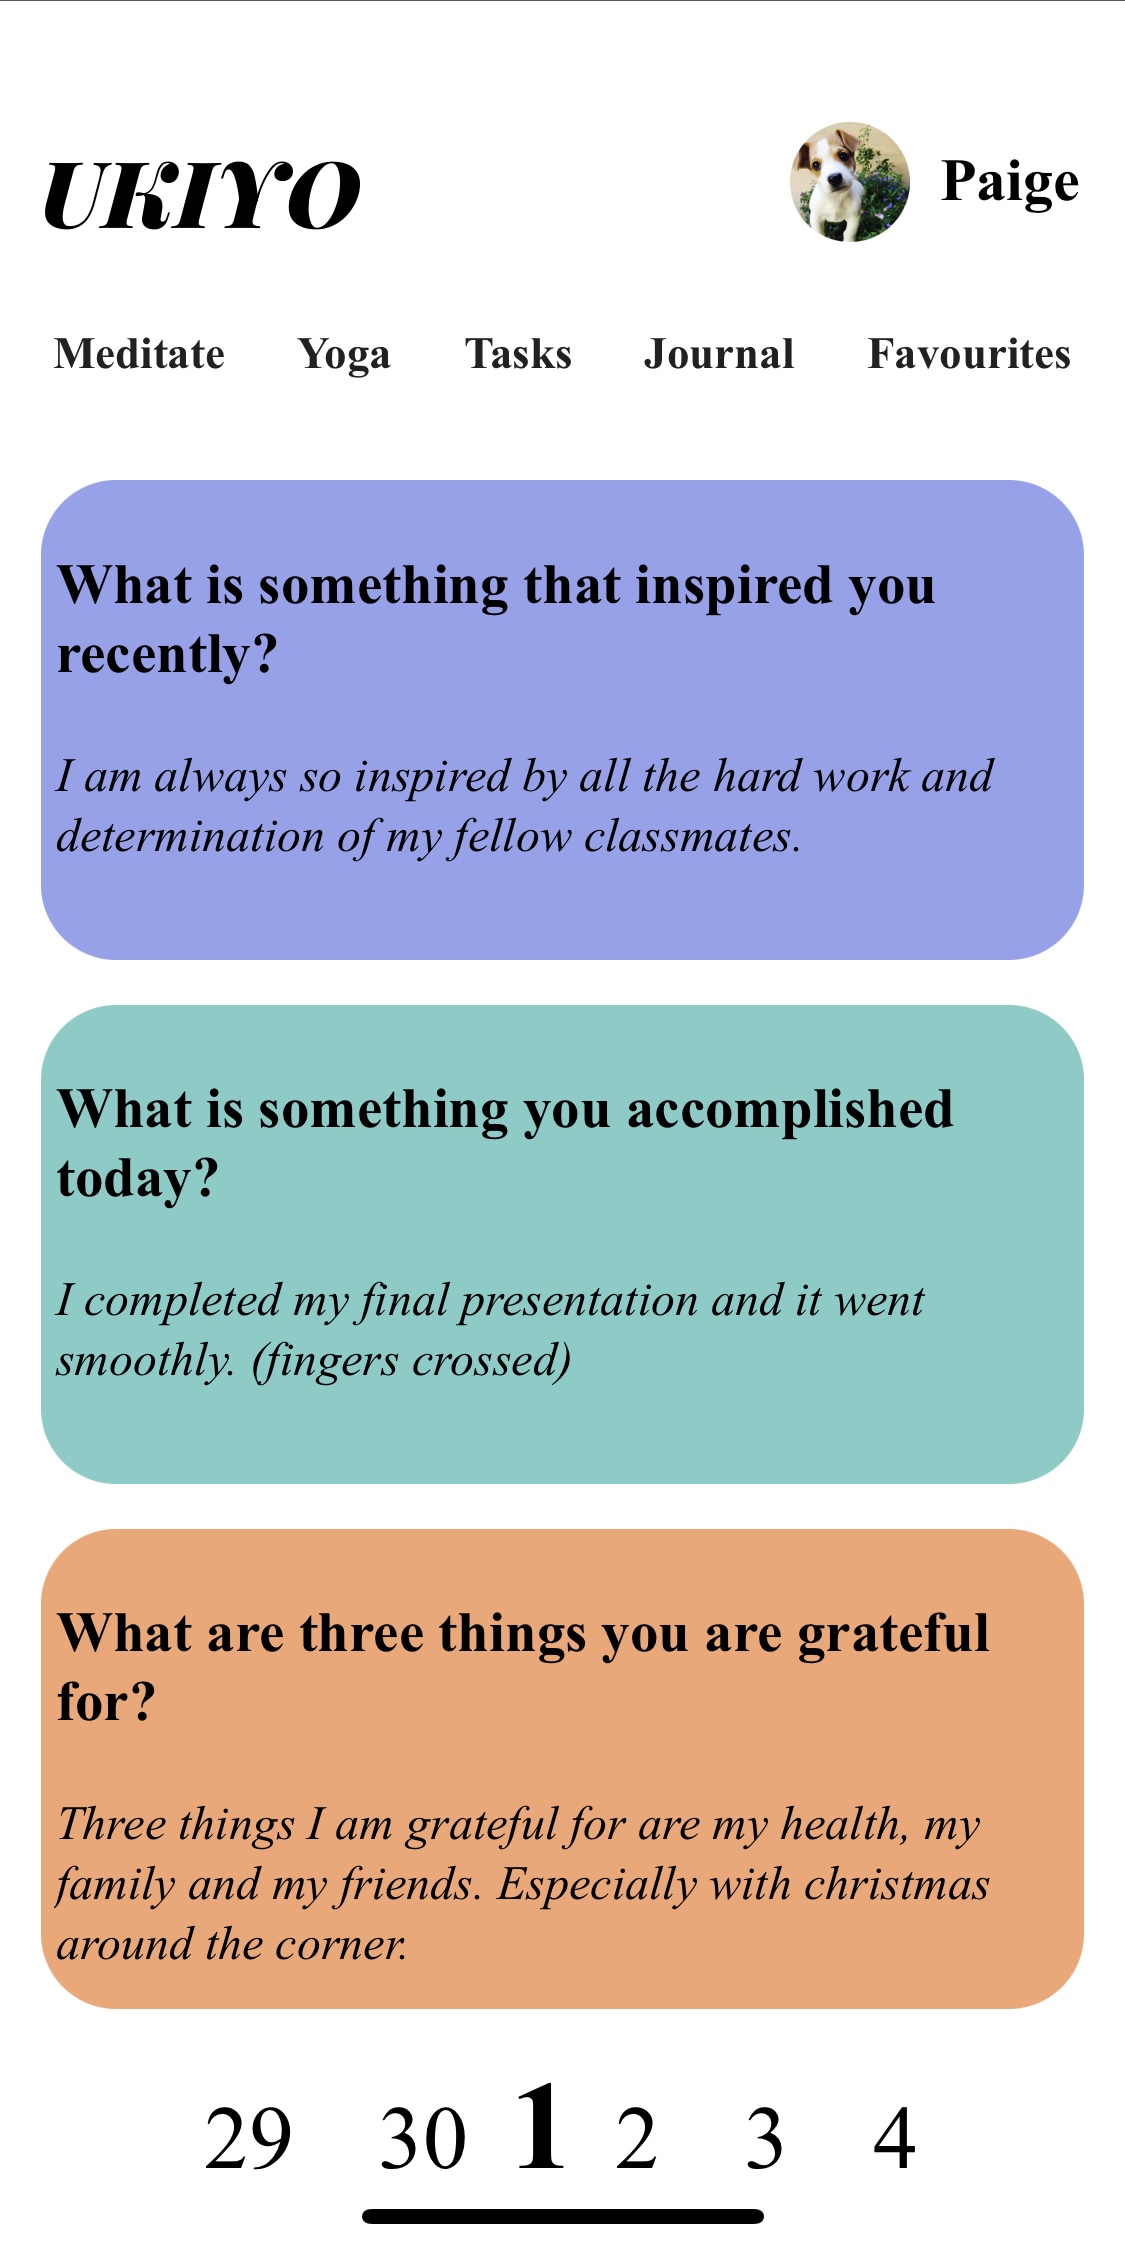 UKIYO
Paige
Meditate Yoga Tasks Journal Favourites
What is something that inspired you
recently?
I am always so inspired by all the hard work and
determination of my fellow classmates.
What is something you accomplished
today?
I completed my final presentation and it went
smoothly. (fingers crossed)
What are three things you are grateful
for?
Three things I am grateful for are my health, my
family and my friends. Especially with christmas
around the corner.
29 30 1 2 3 4